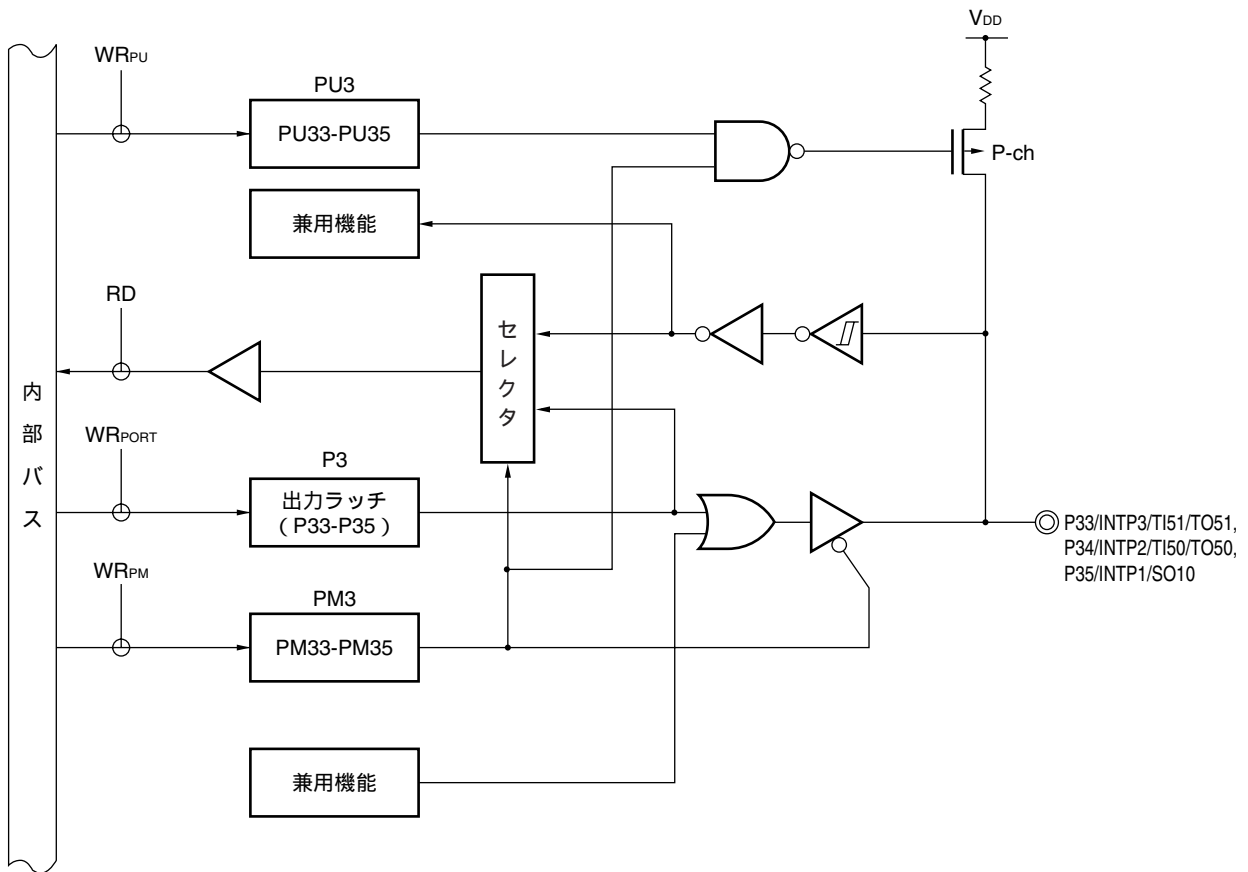 VDD
WRPU
PU3
PU33-PU35
P-ch
兼用機能
RD
セレクタ
内部バス
WRPORT
P3
出力ラッチ
(P33-P35)
P33/INTP3/TI51/TO51,
P34/INTP2/TI50/TO50,
P35/INTP1/SO10
WRPM
PM3
PM33-PM35
兼用機能